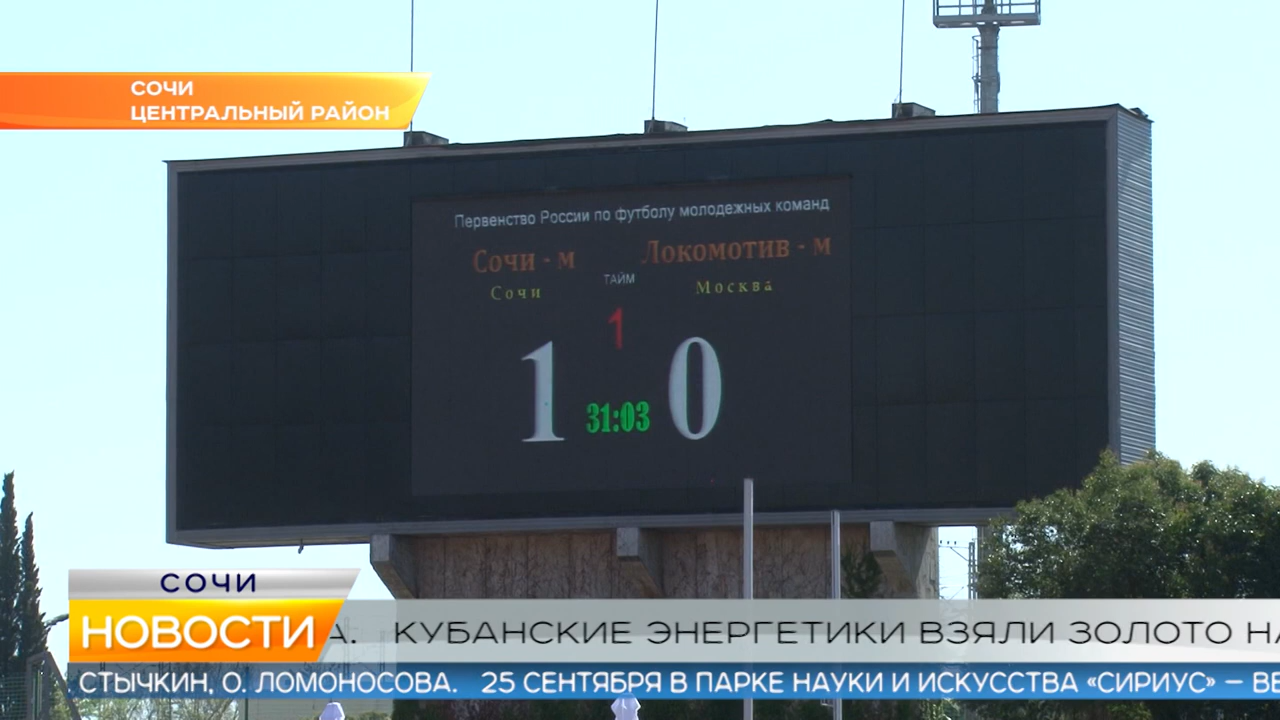 СОЧИ
ЦЕНТРАЛЬНЫЙ РАЙОН
Первенство России по футболу молодежных команд
Сочи - м Локомотив - м
ТАЙМ
Сочи Москва
1
1 31:03 0
СОЧИ
НОВОСТИ
А. КУБАНСКИЕ ЭНЕРГЕТИКИ ВЗЯЛИ ЗОЛОТО НА
СТЫЧКИН, О. ЛОМОНОСОВА. 25 СЕНТЯБРЯ В ПАРКЕ НАУКИ И ИСКУССТВА «СИРИУС» – ВЕ